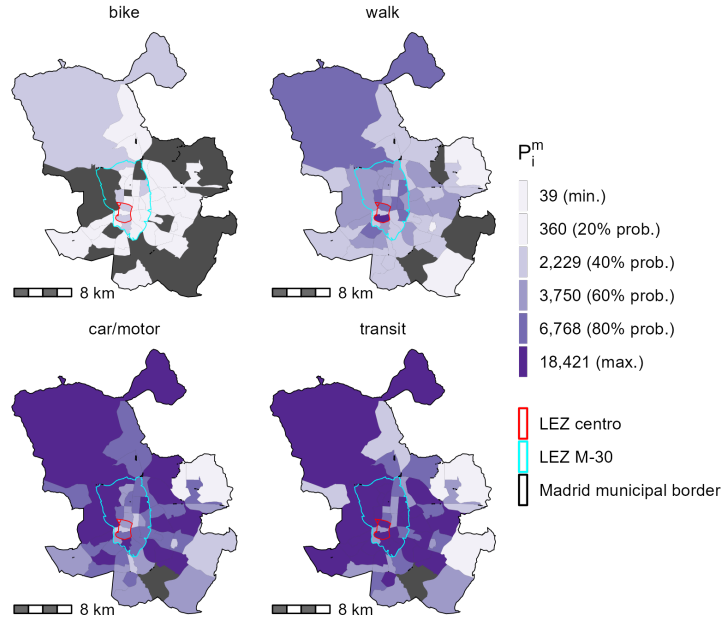 bike
walk
8 km
8 km
car/motor
transit
8 km
8 km
P_i^m
39 (min.)
360 (20% prob.)
2,229 (40% prob.)
3,750 (60% prob.)
6,768 (80% prob.)
18,421 (max.)
LEZ centro
LEZ M-30
Madrid municipal border